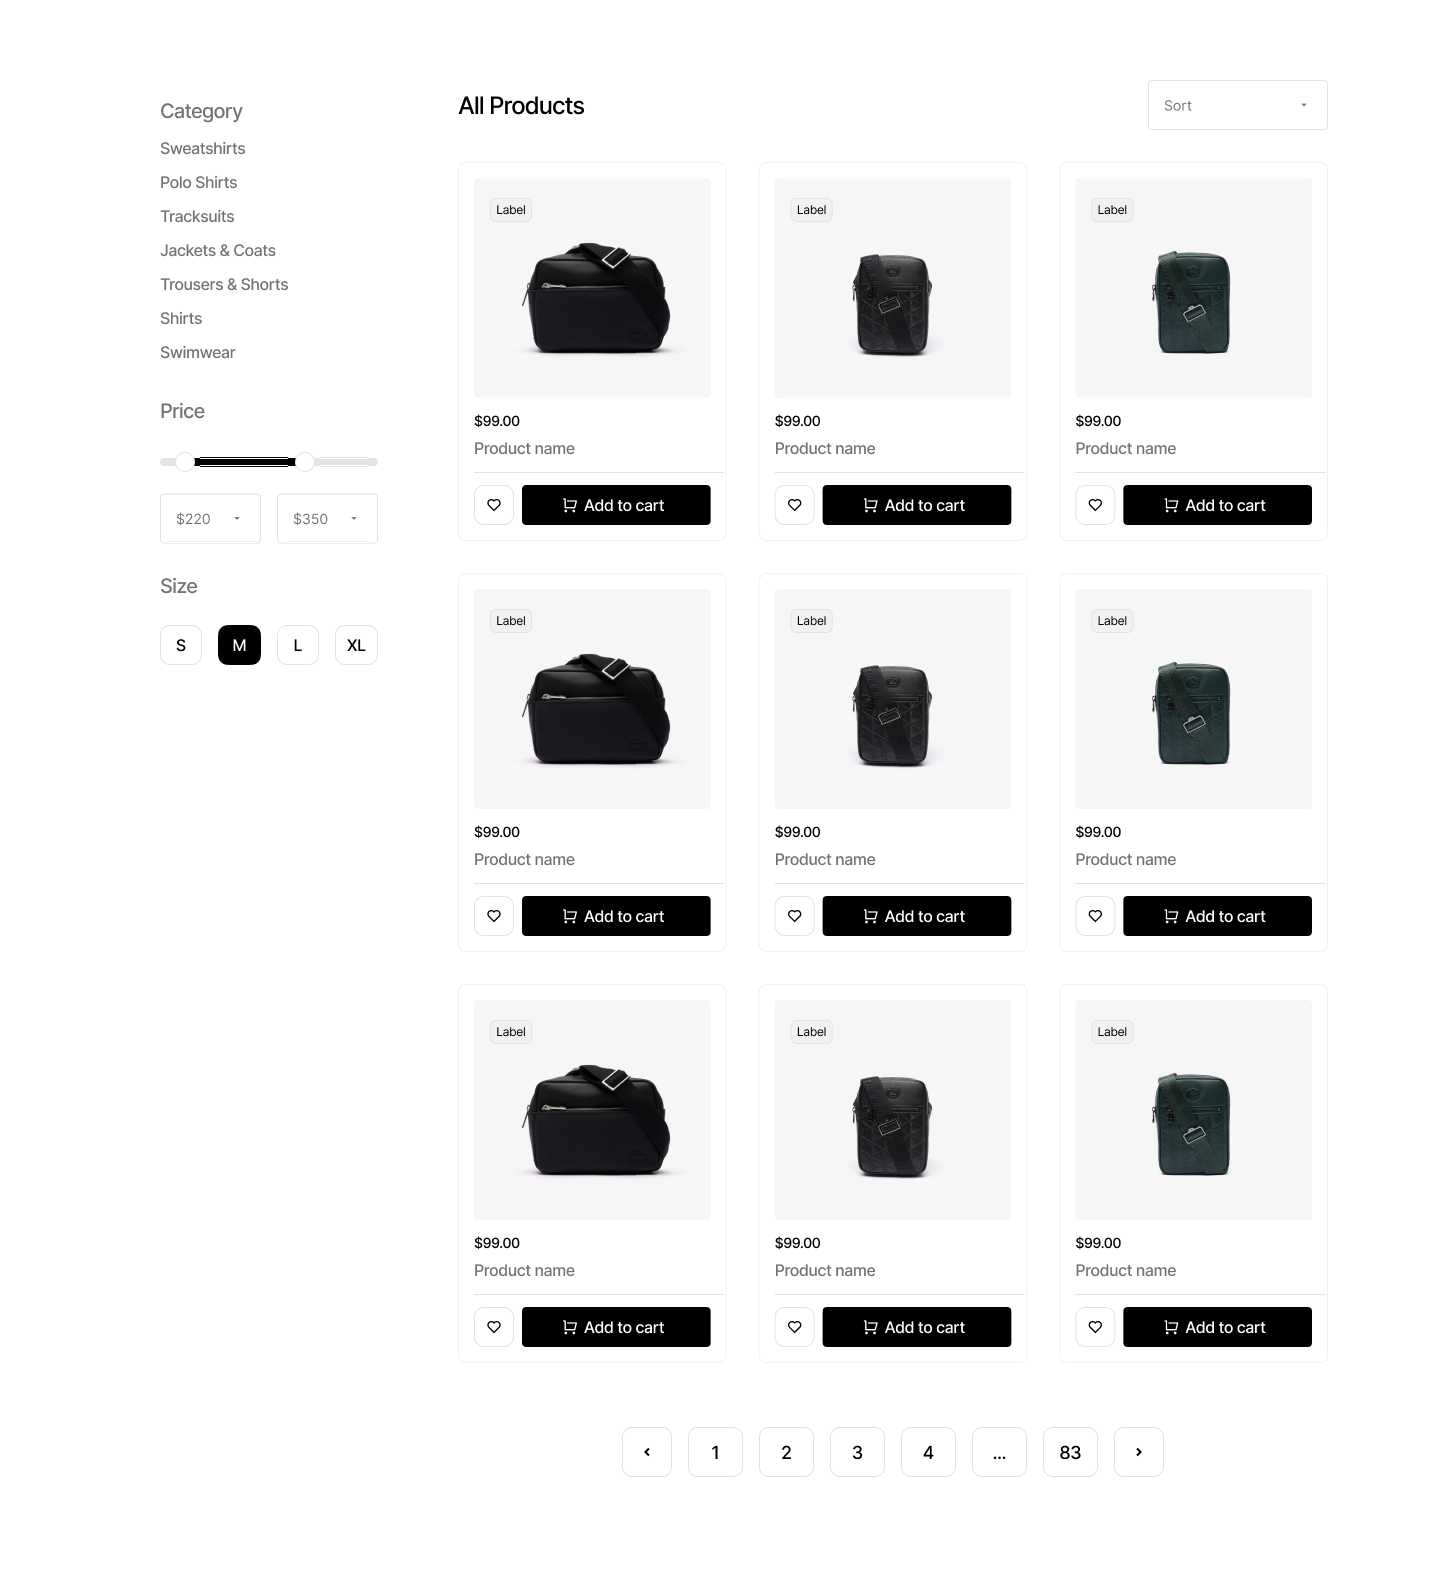 Category
Sweatshirts
Polo Shirts
Tracksuits
Jackets & Coats
Trousers & Shorts
Shirts
Swimwear
Price
$220 $350
Size
S M L XL
All Products
Sort
Label Label Label
$99.00 $99.00 $99.00
Product name Product name Product name
Add to cart Add to cart Add to cart
Label Label Label
$99.00 $99.00 $99.00
Product name Product name Product name
Add to cart Add to cart Add to cart
Label Label Label
$99.00 $99.00 $99.00
Product name Product name Product name
Add to cart Add to cart Add to cart
1 2 3 4 ... 83